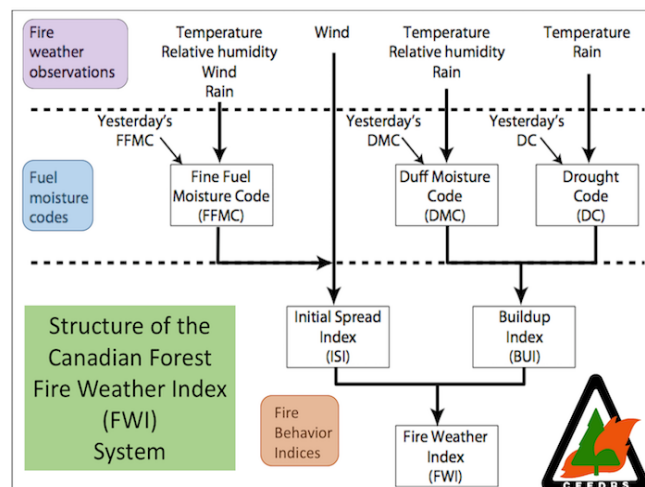 Fire
weather
observations
Temperature
Relative humidity
Wind
Rain
Wind
Temperature
Relative humidity
Rain
Temperature
Rain
Yesterday's
FFMC
Yesterday's
DMC
Yesterday's
DC
Fuel
moisture
codes
Fine Fuel
Moisture Code
(FFMC)
Duff Moisture
Code
(DMC)
Drought
Code
(DC)
Structure of the
Canadian Forest
Fire Weather Index
(FWI)
System
Initial Spread
Index
(ISI)
Buildup
Index
(BUI)
Fire
Behavior
Indices
Fire Weather
Index
(FWI)